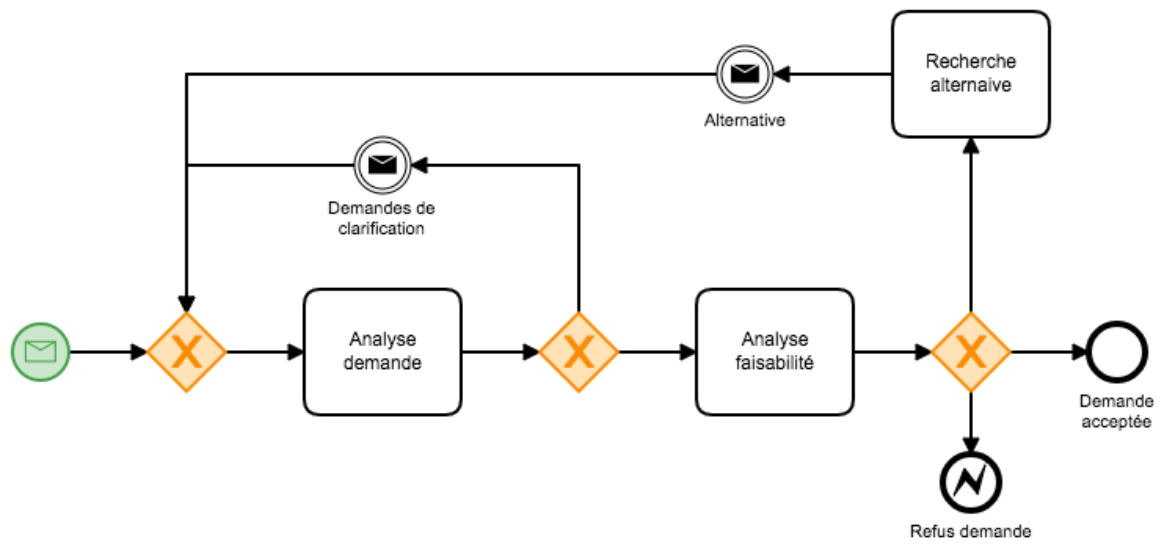 Recherche
alternaive
Alternative
Demandes de
clarification
Analyse
demande
Analyse
faisabilité
Demande
acceptée
Refus demande